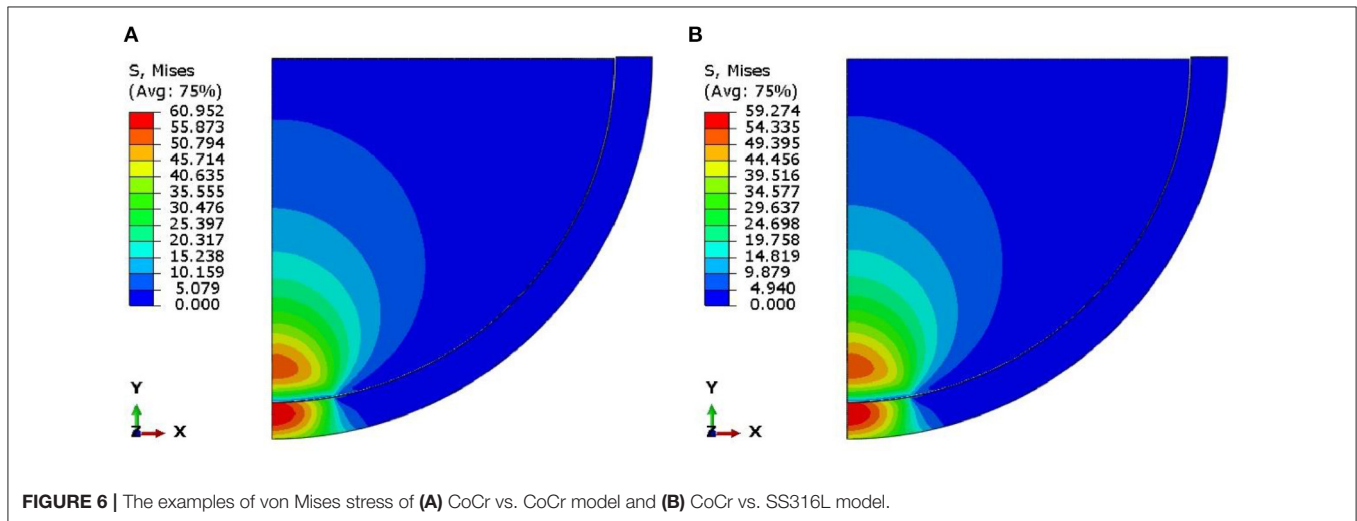 A
S, Mises
(Avg: 75%)
60.952
55.873
50.794
45.714
40.635
35.555
30.476
25.397
20.317
15.238
10.159
5.079
0.000
Y
Z X
B
S, Mises
(Avg: 75%)
59.274
54.335
49.395
44.456
39.516
34.577
29.637
24.698
19.758
14.819
9.879
4.940
0.000
Y
Z X
FIGURE 6 | The examples of von Mises stress of (A) CoCr vs. CoCr model and (B) CoCr vs. SS316L model.